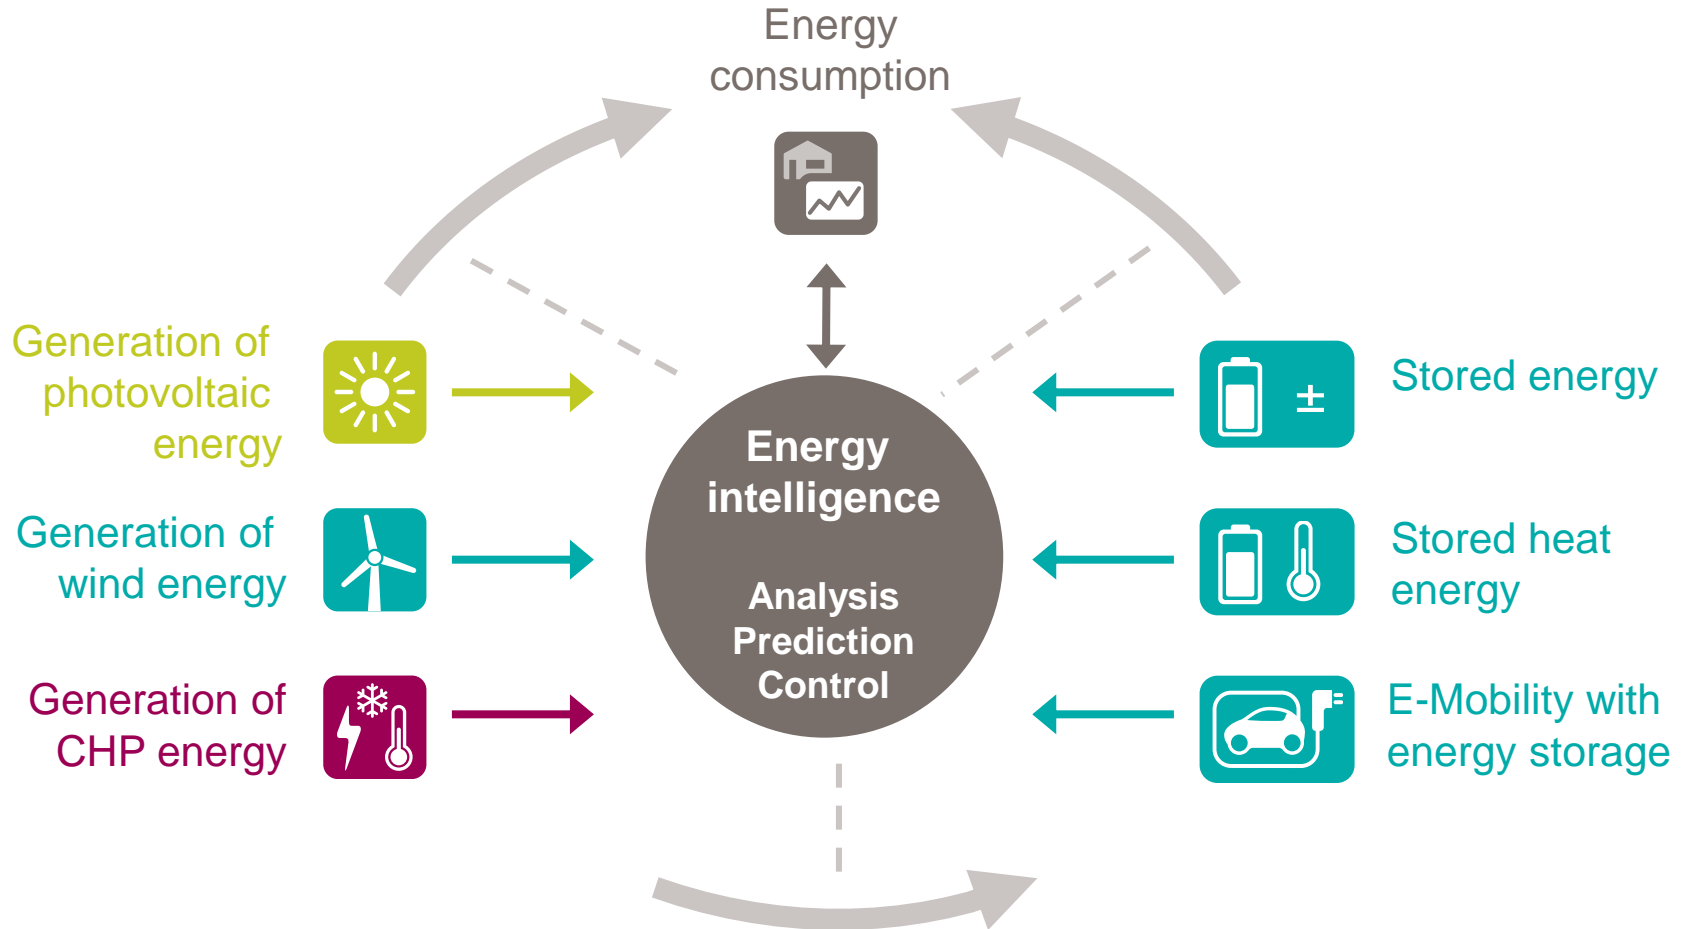 Energy
consumption
Generation of
photovoltaic
energy
Generation of
wind energy
Generation of
CHP energy
Energy
intelligence
Analysis
Prediction
Control
±
Stored energy
Stored heat
energy
E-Mobility with
energy storage